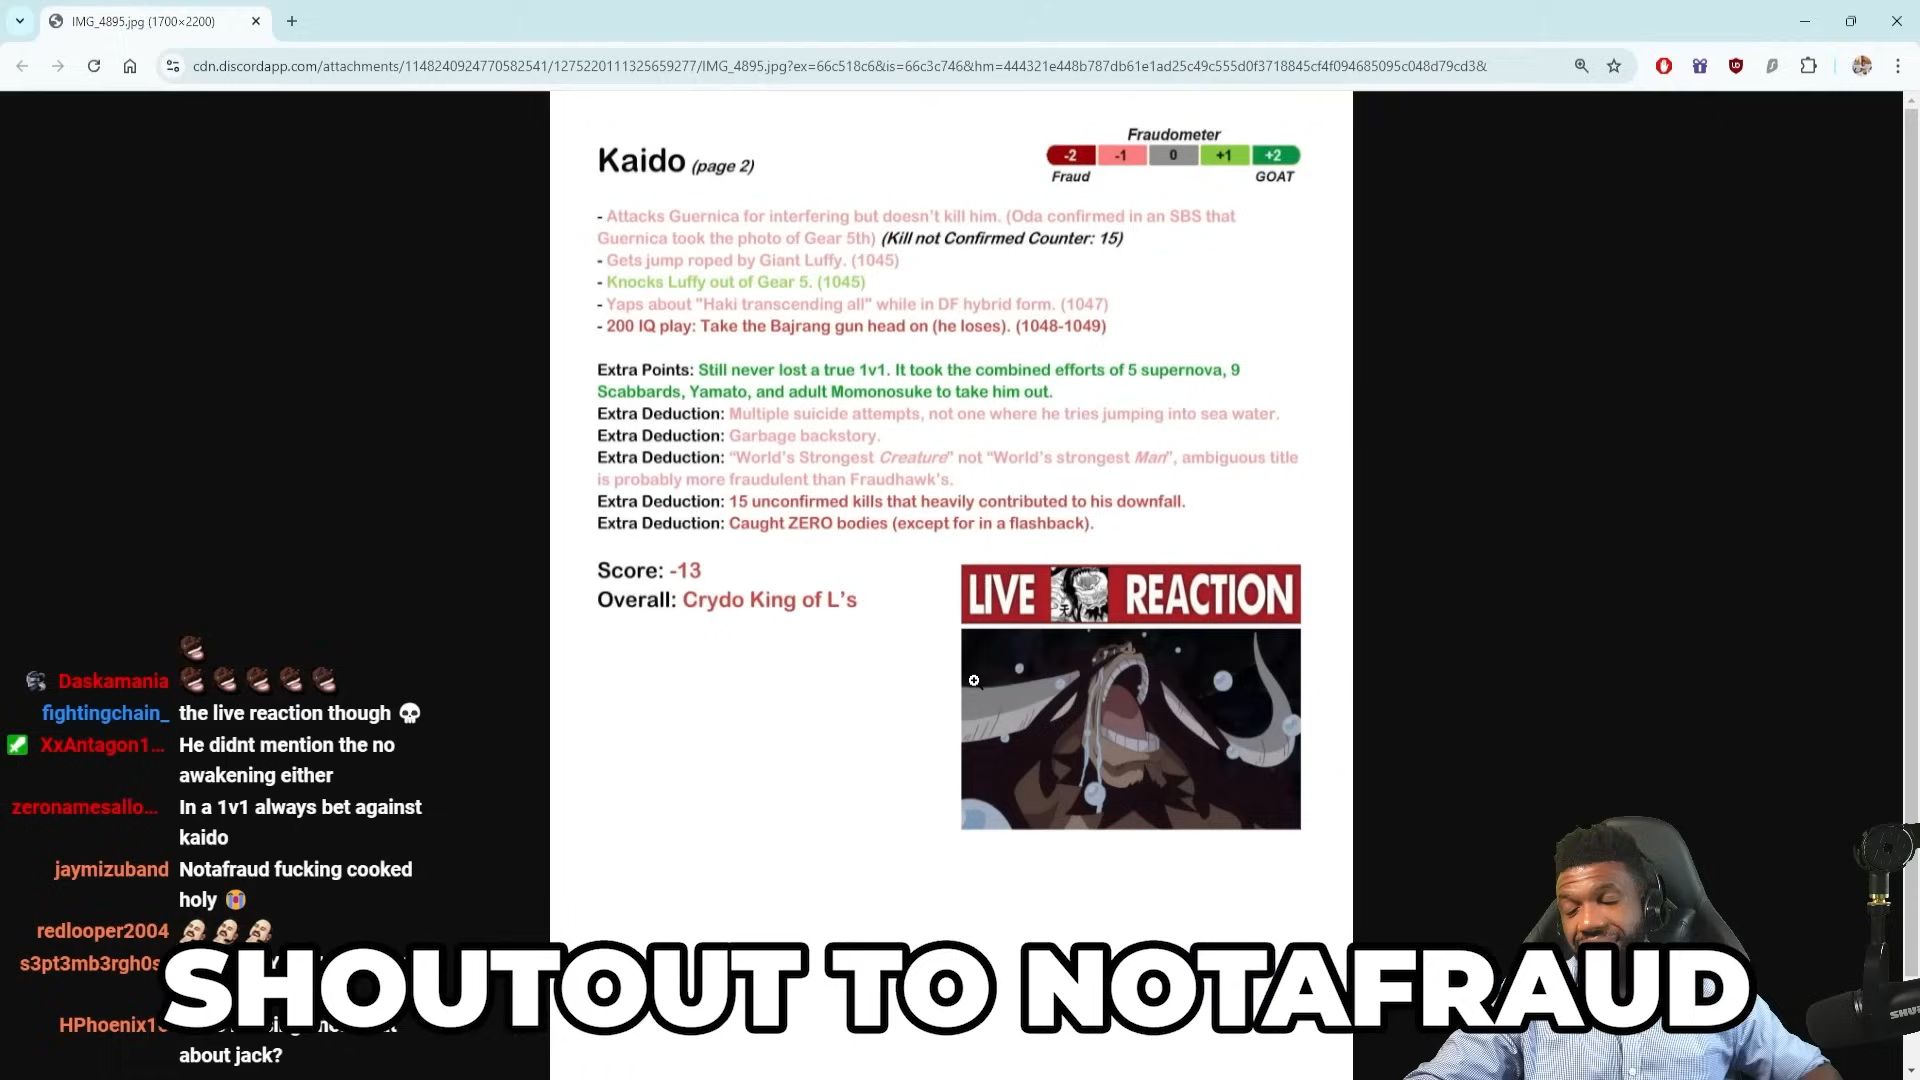 IMG_4895.jpg (1700×2200)
cdn.discordapp.com/attachments/1148240924770582541/1275220111325659277/IMG_4895.jpg?ex=66c518c6&is=66c3c746&hm=444321e448b787db61e1ad25c49c555d0f3718845cf4f094685095c048d79cd3&
Fraudometer
Kaido (page 2)
-2 -1 0 +1 +2
Fraud GOAT
- Attacks Guernica for interfering but doesn't kill him. (Oda confirmed in an SBS that
Guernica took the photo of Gear 5th) (Kill not Confirmed Counter: 15)
- Gets jump roped by Giant Luffy. (1045)
- Knocks Luffy out of Gear 5. (1045)
- Yaps about "Haki transcending all" while in DF hybrid form. (1047)
- 200 IQ play: Take the Bajrang gun head on (he loses). (1048-1049)
Extra Points: Still never lost a true 1v1. It took the combined efforts of 5 supernova, 9
Scabbards, Yamato, and adult Momonosuke to take him out.
Extra Deduction: Multiple suicide attempts, not one where he tries jumping into sea water.
Extra Deduction: Garbage backstory.
Extra Deduction: “World's Strongest Creature” not “World's strongest Man”, ambiguous title
is probably more fraudulent than Fraudhawk's.
Extra Deduction: 15 unconfirmed kills that heavily contributed to his downfall.
Extra Deduction: Caught ZERO bodies (except for in a flashback).
Score: -13
Overall: Crydo King of L's
LIVE REACTION
Daskamania
fightingchain_ the live reaction though
XxAntagon1... He didnt mention the no
awakening either
zeronamesallo... In a 1v1 always bet against
kaido
jaymizuband Notafraud fucking cooked
holy
redlooper2004
s3pt3mb3rgh0s
SHOUTOUT TO NOTAFRAUD
HPhoenix1
about jack?